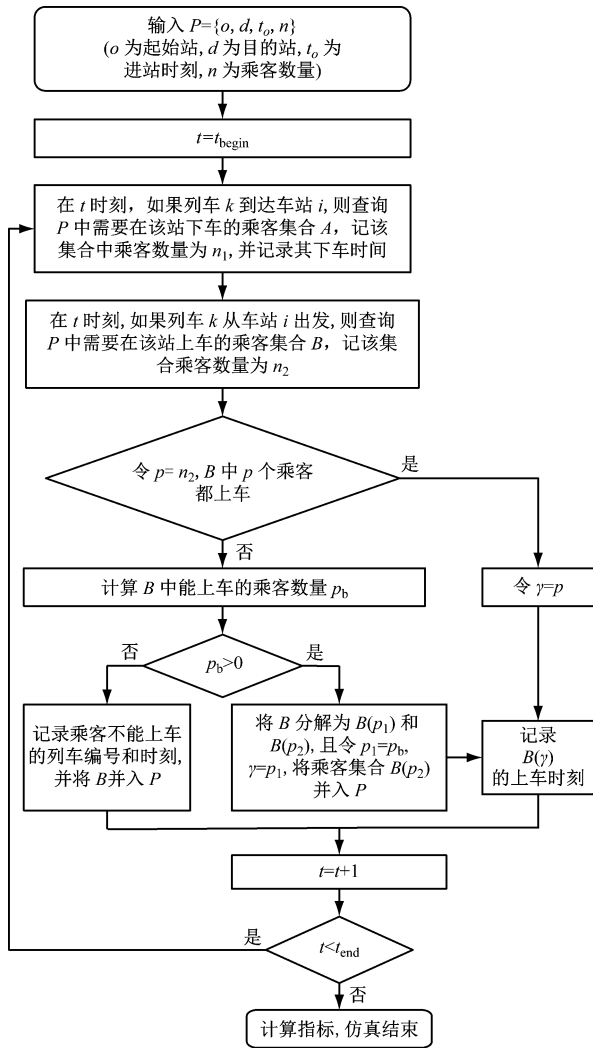 输入 P={o, d, tₒ, n}
(o 为起始站, d 为目的站, tₒ 为
进站时刻, n 为乘客数量)
t=t_begin
在 t 时刻，如果列车 k 到达车站 i, 则查询
P 中需要在该站下车的乘客集合 A，记该
集合中乘客数量为 n₁, 并记录其下车时间
在 t 时刻, 如果列车 k 从车站 i 出发, 则查询
P 中需要在该站上车的乘客集合 B，记该集
合乘客数量为 n₂
令 p= n₂, B 中 p 个乘客
都上车
是
否
计算 B 中能上车的乘客数量 p_b
令 γ=p
p_b>0
否
是
记录乘客不能上车
的列车编号和时刻,
并将 B并入 P
将 B 分解为 B(p₁) 和
B(p₂), 且令 p₁=p_b,
γ=p₁, 将乘客集合 B(p₂)
并入 P
记录
B(γ)
的上车时刻
t=t+1
t<t_end
是
否
计算指标, 仿真结束